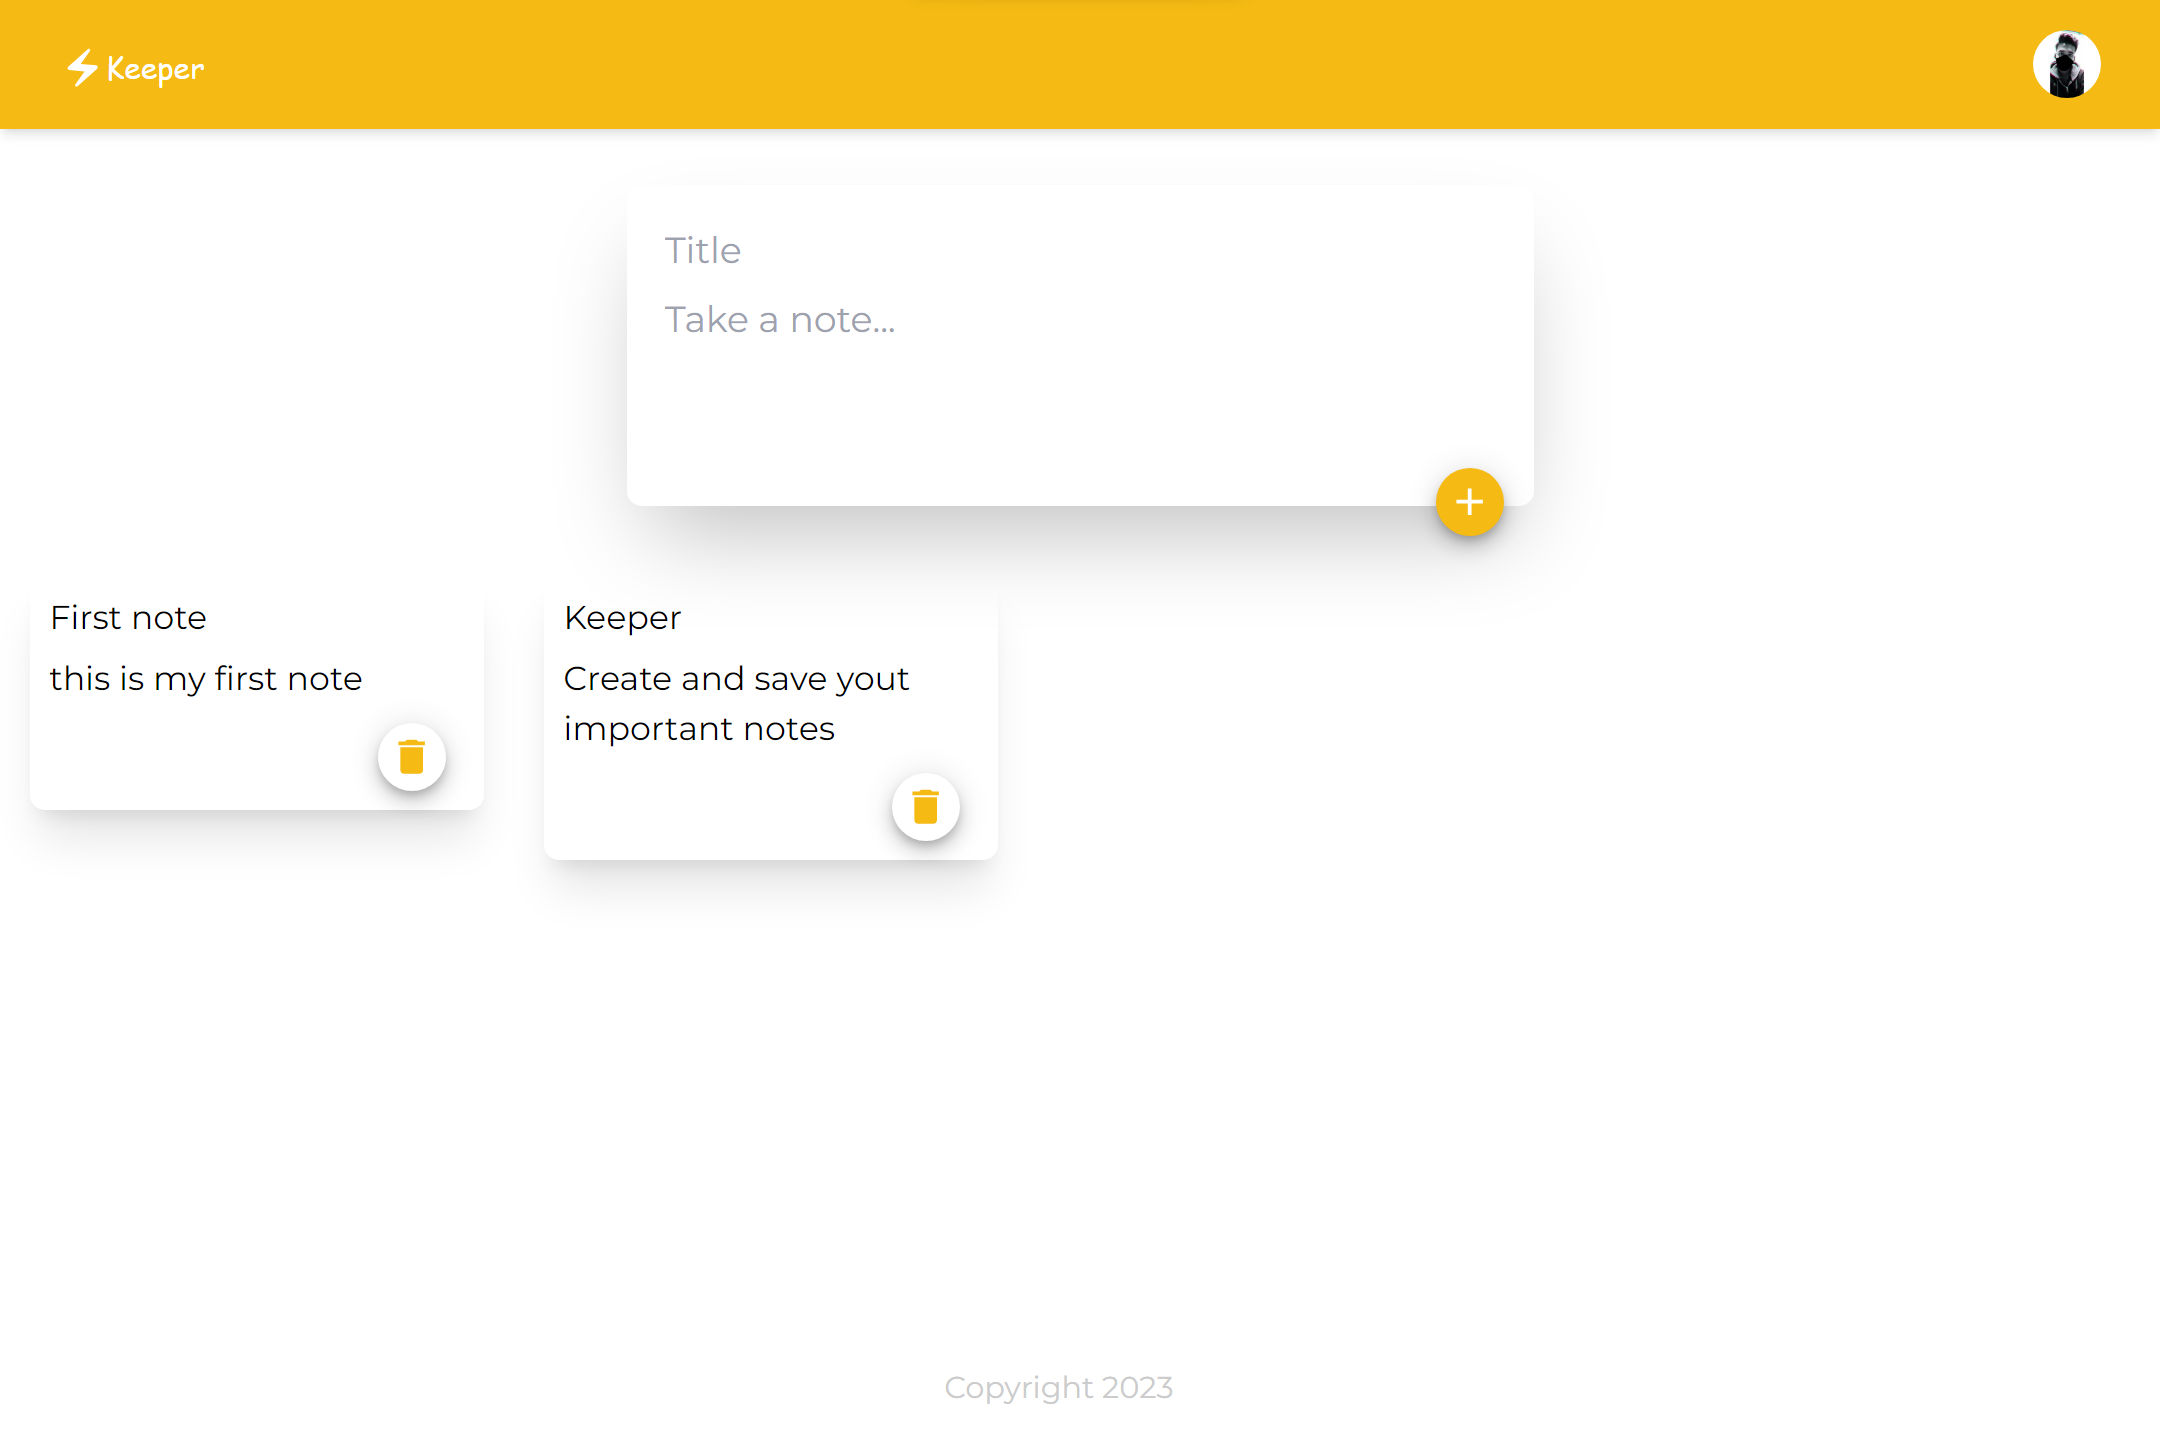 Keeper
Title
Take a note...
First note
this is my first note
Keeper
Create and save yout
important notes
Copyright 2023